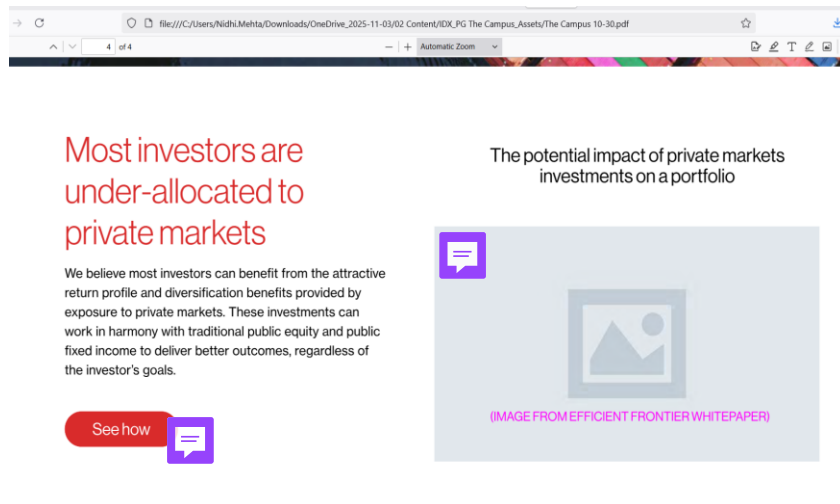 file:///C:/Users/Nidhi.Mehta/Downloads/OneDrive_2025-11-03/02 Content/IDX_PG The Campus_Assets/The Campus 10-30.pdf
4 of 4
Automatic Zoom
Most investors are
under-allocated to
private markets
We believe most investors can benefit from the attractive
return profile and diversification benefits provided by
exposure to private markets. These investments can
work in harmony with traditional public equity and public
fixed income to deliver better outcomes, regardless of
the investor's goals.
See how
The potential impact of private markets
investments on a portfolio
(IMAGE FROM EFFICIENT FRONTIER WHITEPAPER)